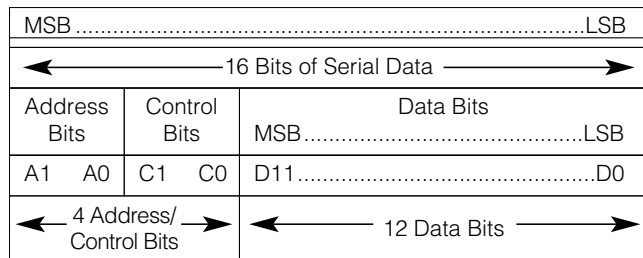 MSB..................................................................................LSB
16 Bits of Serial Data
Address Bits
Control Bits
Data Bits
MSB.............................................LSB
A1 A0 C1 C0 D11................................................D0
4 Address/
Control Bits
12 Data Bits